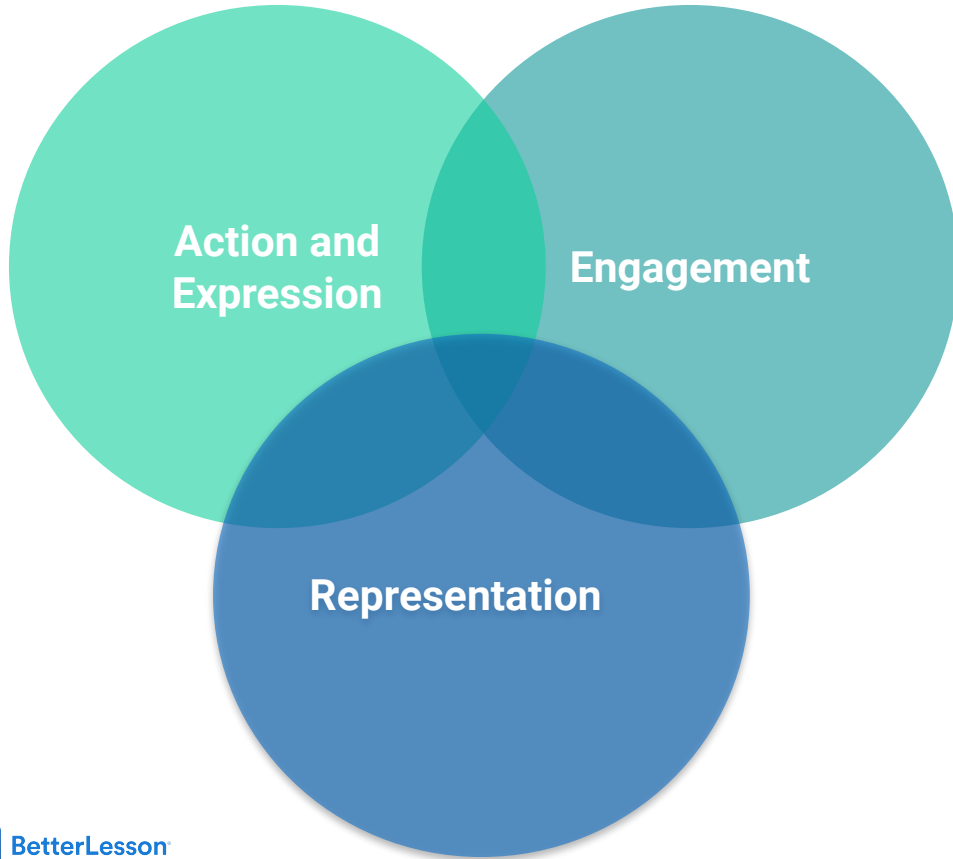 Action and
Expression
Engagement
Representation
BetterLesson